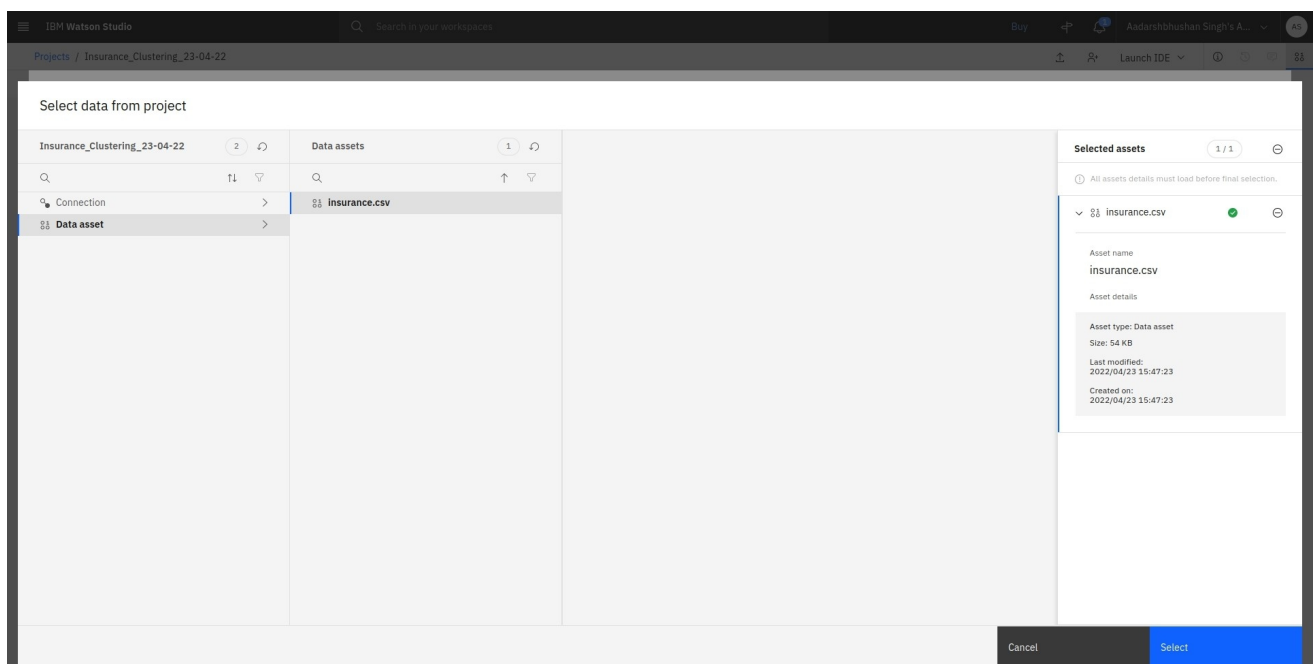 IBM Watson Studio
Search in your workspaces
Buy
1
Aadarshbhushan Singh's A...
AS
Projects / Insurance_Clustering_23-04-22
Launch IDE
Select data from project
Insurance_Clustering_23-04-22
2
Data assets
1
Selected assets
1 / 1
All assets details must load before final selection.
Connection
Data asset
insurance.csv
insurance.csv
Asset name
insurance.csv
Asset details
Asset type: Data asset
Size: 54 KB
Last modified:
2022/04/23 15:47:23
Created on:
2022/04/23 15:47:23
Cancel
Select